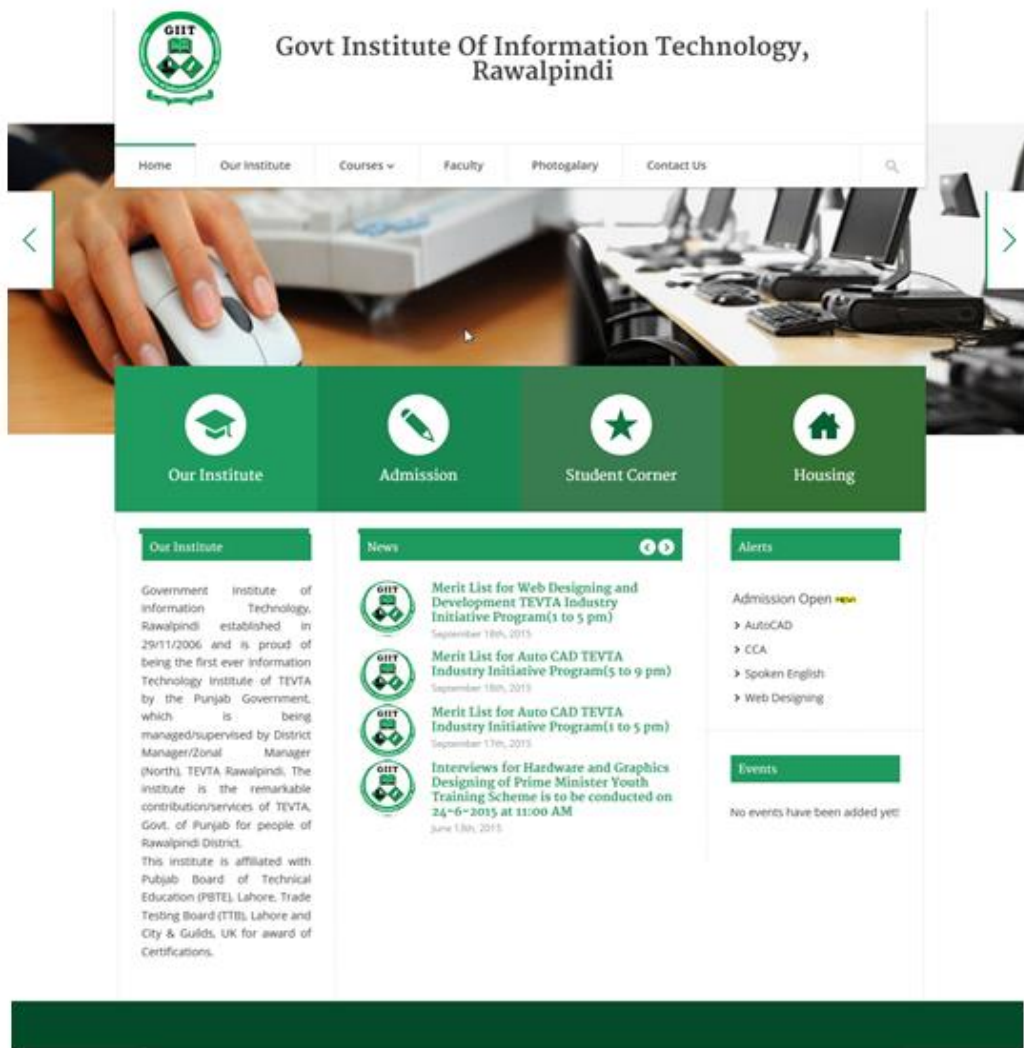 GIIT
Govt Institute Of Information Technology,
Rawalpindi
Home
Our Institute
Courses
Faculty
Photogalary
Contact Us
Our Institute
Admission
Student Corner
Housing
Our Institute
Government Institute of
Information Technology,
Rawalpindi established in
29/11/2006 and is proud of
being the first ever Information
Technology Institute of TEVTA
by the Punjab Government,
which is being
managed/supervised by District
Manager/Zonal Manager
(North), TEVTA Rawalpindi. The
institute is the remarkable
contribution/services of TEVTA,
Govt. of Punjab for people of
Rawalpindi District.
This institute is affiliated with
Pubjab Board of Technical
Education (PBTE), Lahore, Trade
Testing Board (TTB), Lahore and
City & Guilds, UK for award of
Certifications.
News
GIIT
Merit List for Web Designing and
Development TEVTA Industry
Initiative Program(1 to 5 pm)
September 18th, 2015
GIIT
Merit List for Auto CAD TEVTA
Industry Initiative Program(5 to 9 pm)
September 18th, 2015
GIIT
Merit List for Auto CAD TEVTA
Industry Initiative Program(1 to 5 pm)
September 17th, 2015
GIIT
Interviews for Hardware and Graphics
Designing of Prime Minister Youth
Training Scheme is to be conducted on
24-6-2015 at 11:00 AM
June 13th, 2015
Alerts
Admission Open
AutoCAD
CCA
Spoken English
Web Designing
Events
No events have been added yet!